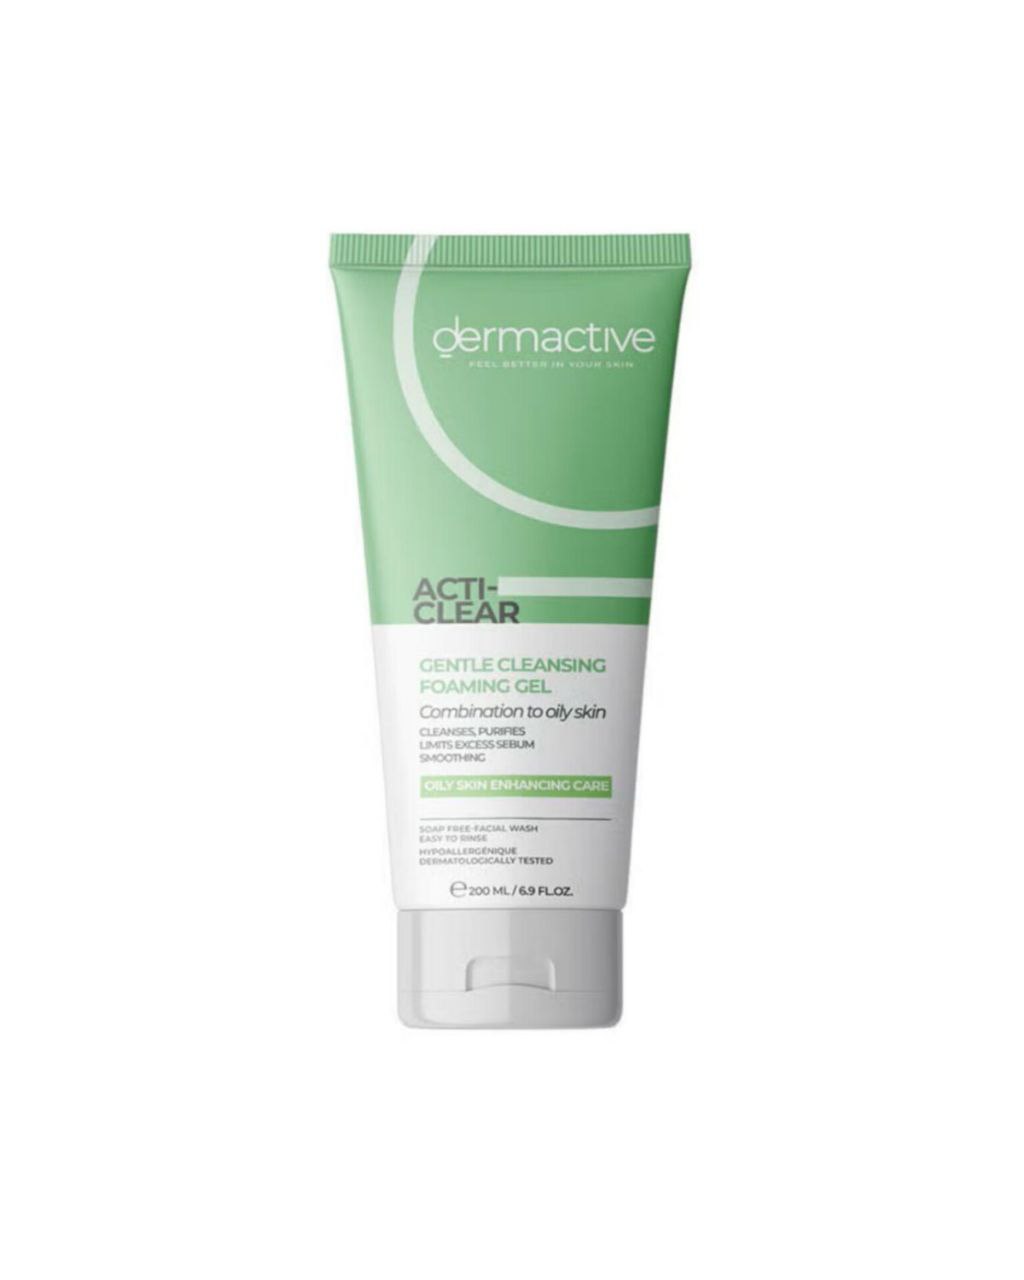 dermactive
FEEL BETTER IN YOUR SKIN
ACTI-
CLEAR
GENTLE CLEANSING
FOAMING GEL
Combination to oily skin
CLEANSES, PURIFIES
LIMITS EXCESS SEBUM
SMOOTHING
OILY SKIN ENHANCING CARE
SOAP FREE-FACIAL WASH
EASY TO RINSE
HYPOALLERGÉNIQUE
DERMATOLOGICALLY TESTED
℮ 200 ML / 6.9 FL.OZ.